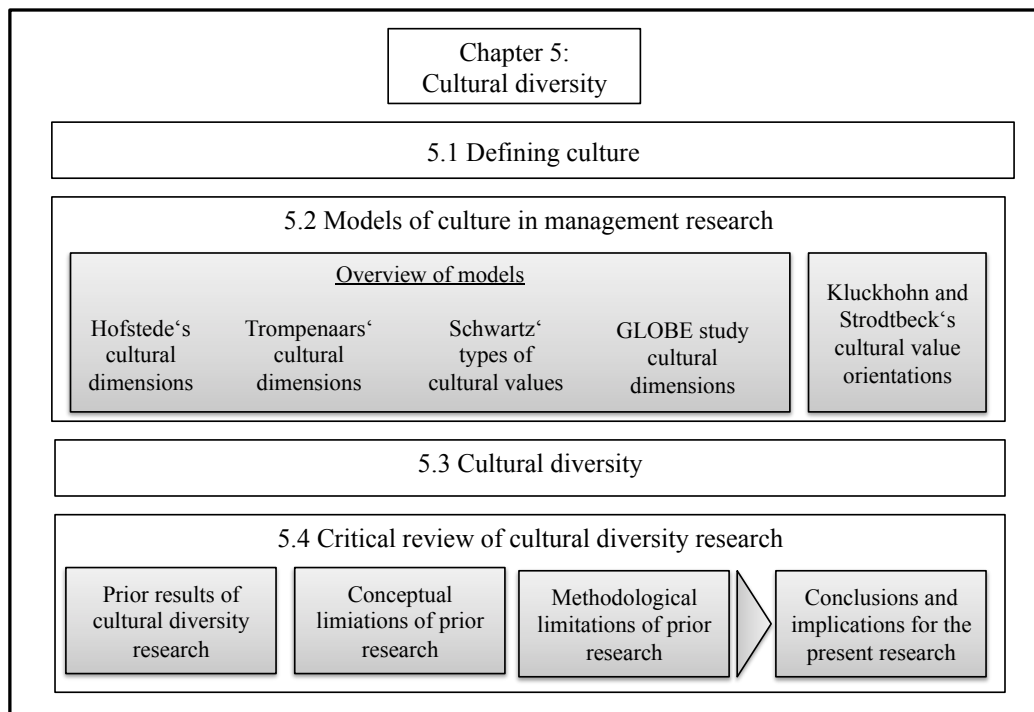 Chapter 5:
Cultural diversity
5.1 Defining culture
5.2 Models of culture in management research
Overview of models
Hofstede‘s
cultural
dimensions
Trompenaars‘
cultural
dimensions
Schwartz‘
types of
cultural values
GLOBE study
cultural
dimensions
Kluckhohn and
Strodtbeck‘s
cultural value
orientations
5.3 Cultural diversity
5.4 Critical review of cultural diversity research
Prior results of
cultural diversity
research
Conceptual
limiations of prior
research
Methodological
limitations of prior
research
Conclusions and
implications for the
present research